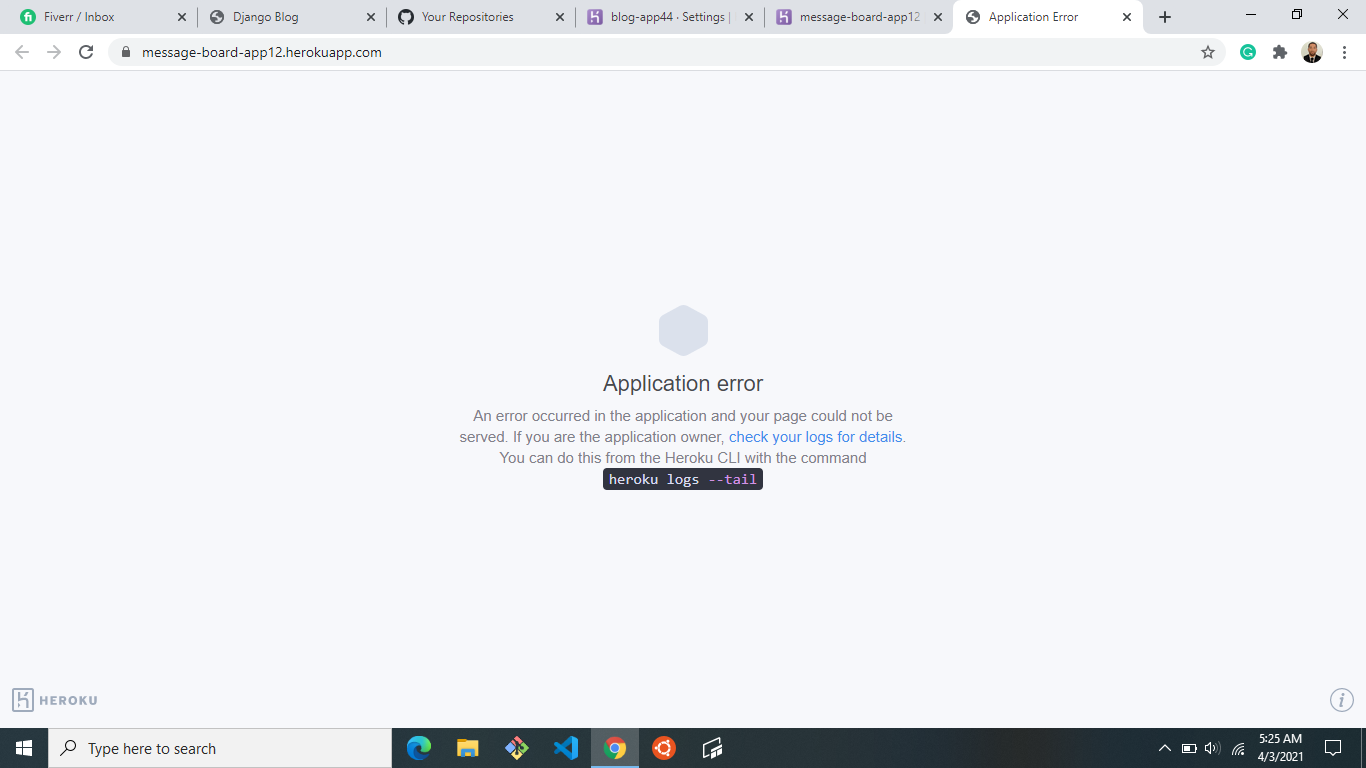 Fiverr / Inbox
Django Blog
Your Repositories
blog-app44 · Settings |
message-board-app12
Application Error
message-board-app12.herokuapp.com
Application error
An error occurred in the application and your page could not be
served. If you are the application owner, check your logs for details.
You can do this from the Heroku CLI with the command
heroku logs --tail
HEROKU
Type here to search
5:25 AM
4/3/2021